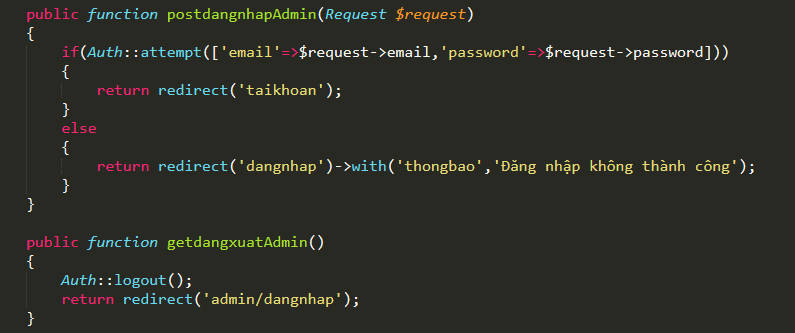 public function postdangnhapAdmin(Request $request)
{
if(Auth::attempt(['email'=>$request->email,'password'=>$request->password]))
{
return redirect('taikhoan');
}
else
{
return redirect('dangnhap')->with('thongbao','Đăng nhập không thành công');
}
}
public function getdangxuatAdmin()
{
Auth::logout();
return redirect('admin/dangnhap');
}